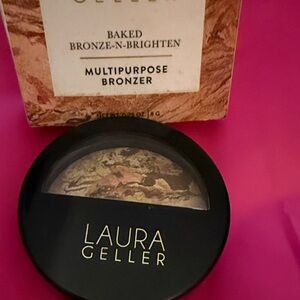 GELLER
BAKED
BRONZE-N-BRIGHTEN
MULTIPURPOSE
BRONZER
LAURA
GELLER